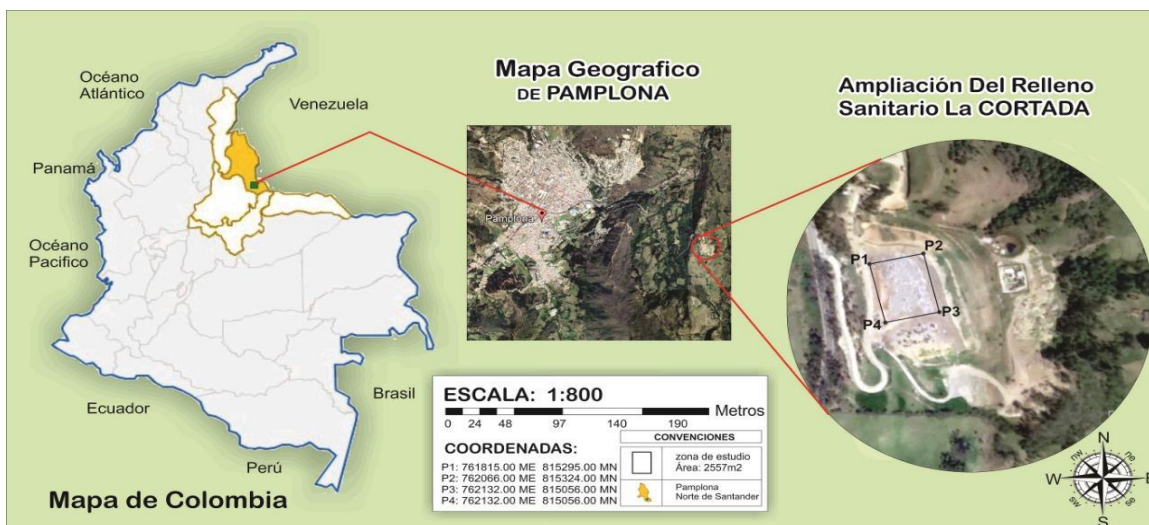 Océano
Atlántico
Venezuela
Panamá
Océano
Pacifico
Ecuador
Perú
Brasil
Mapa de Colombia
Mapa Geografico
DE PAMPLONA
Pamplona
Ampliación Del Relleno
Sanitario La CORTADA
P1
P2
P3
P4
ESCALA: 1:800
Metros
0 24 48 97 140 190
COORDENADAS:
P1: 761815.00 ME 815295.00 MN
P2: 762066.00 ME 815324.00 MN
P3: 762132.00 ME 815056.00 MN
P4: 762132.00 ME 815056.00 MN
CONVENCIONES
zona de estudio
Área: 2557m2
Pamplona
Norte de Santander
N
nw
ne
W
E
sw
se
S